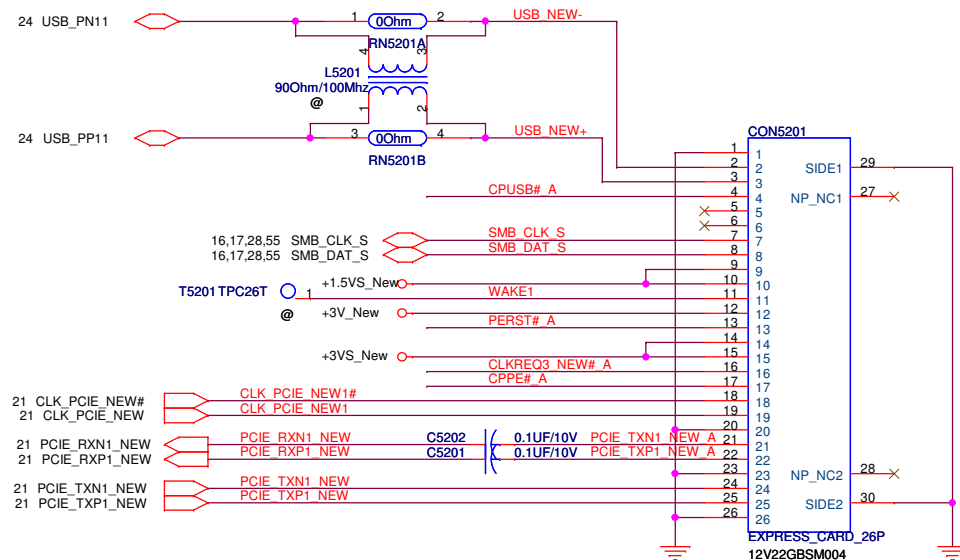 24 USB_PN11
1
0Ohm
2
USB_NEW-
RN5201A
4
3
L5201
90Ohm/100Mhz
@
1
2
24 USB_PP11
3
0Ohm
4
USB_NEW+
RN5201B
CON5201
1 1
2 2
3 3
CPUSB#_A 4 4
5 5
6 6
16,17,28,55 SMB_CLK_S SMB_CLK_S 7 7
16,17,28,55 SMB_DAT_S SMB_DAT_S 8 8
9 9
+1.5VS_New 10 10
T5201 TPC26T 1 WAKE1 11 11
@
+3V_New 12 12
PERST#_A 13 13
14 14
+3VS_New 15 15
CLKREQ3_NEW#_A 16 16
CPPE#_A 17 17
21 CLK_PCIE_NEW# CLK_PCIE_NEW1# 18 18
21 CLK_PCIE_NEW CLK_PCIE_NEW1 19 19
20 20
21 PCIE_RXN1_NEW PCIE_RXN1_NEW C5202 0.1UF/10V PCIE_TXN1_NEW_A 21 21
21 PCIE_RXP1_NEW PCIE_RXP1_NEW C5201 0.1UF/10V PCIE_TXP1_NEW_A 22 22
23 23
21 PCIE_TXN1_NEW PCIE_TXN1_NEW 24 24
21 PCIE_TXP1_NEW PCIE_TXP1_NEW 25 25
26 26
SIDE1 29
NP_NC1 27
NP_NC2 28
SIDE2 30
EXPRESS_CARD_26P
12V22GBSM004